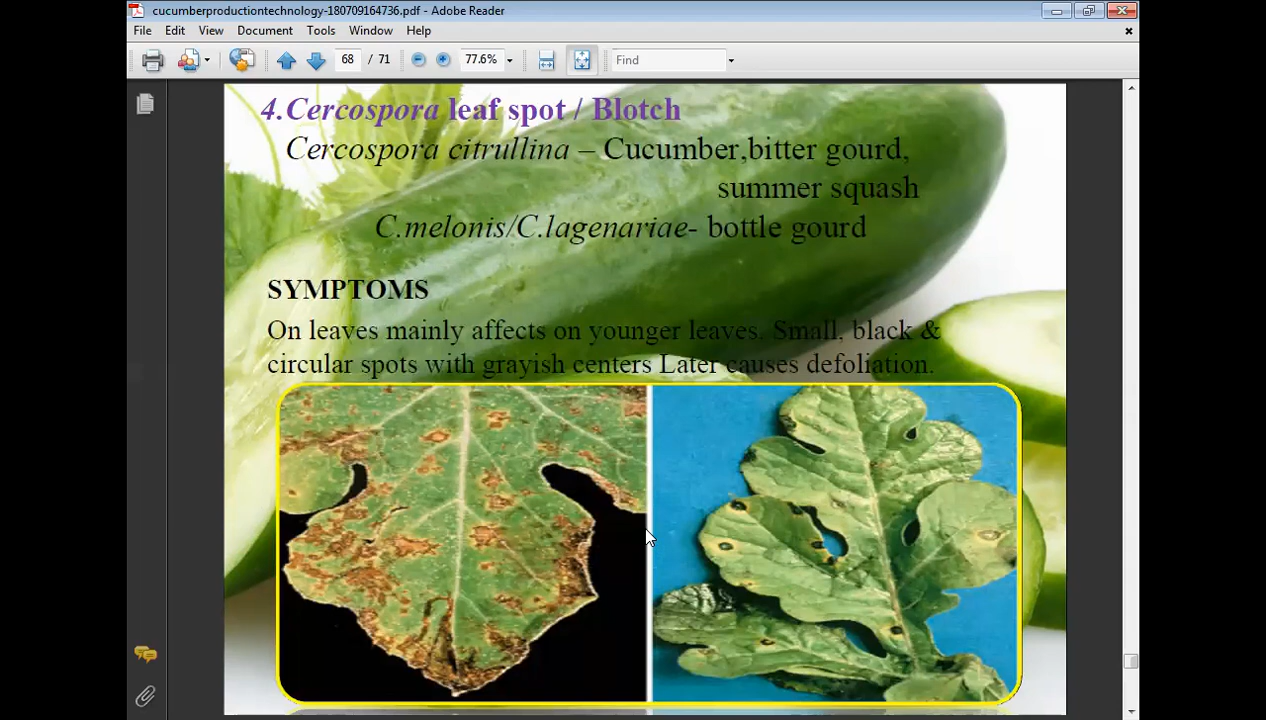 cucumberproductiontechnology-180709164736.pdf - Adobe Reader
File Edit View Document Tools Window Help
68 / 71 77.6% Find
4.Cercospora leaf spot / Blotch
Cercospora citrullina – Cucumber,bitter gourd,
summer squash
C.melonis/C.lagenariae- bottle gourd
SYMPTOMS
On leaves mainly affects on younger leaves. Small, black &
circular spots with grayish centers Later causes defoliation.